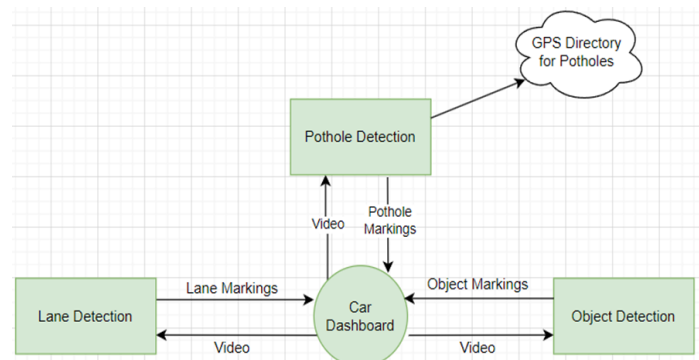 GPS Directory
for Potholes
Pothole Detection
Video
Pothole
Markings
Lane Markings
Object Markings
Lane Detection
Car
Dashboard
Object Detection
Video
Video